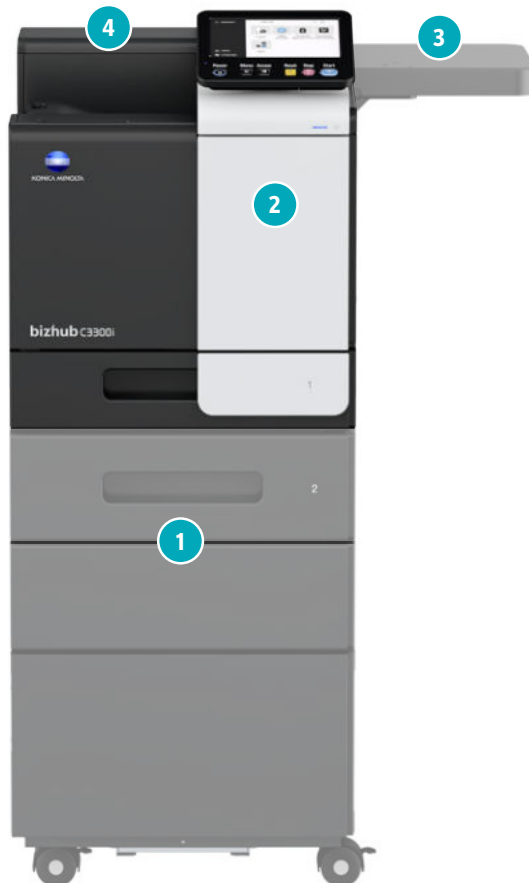 4
3
Power
Menu
Access
Reset
Stop
Start
2
KONICA MINOLTA
bizhub C3300i
1
2
1